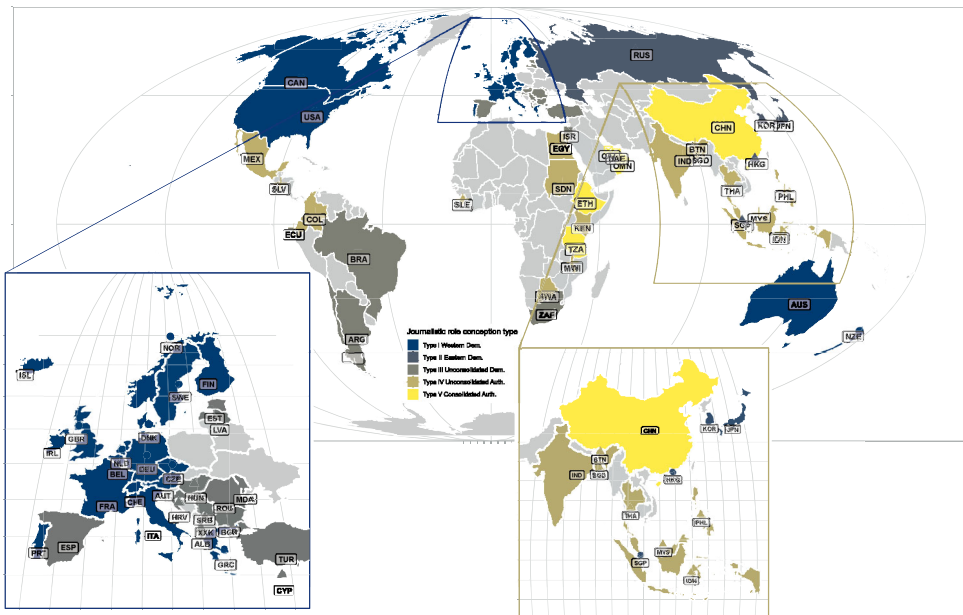 CAN
USA
MEX
SLV
COL
ECU
BRA
ARG
RUS
ISR
EGY
SDN
SLE
ETH
KEN
TZA
MWI
ZAF
OMN
CHN
KOR
JPN
BTN
IND
BGD
HKG
THA
PHL
SGP
MYS
IDN
AUS
NZE
Journalistic role conception type
Type I Western Dem.
Type II Eastern Dem.
Type III Unconsolidated Dem.
Type IV Unconsolidated Auth.
Type V Consolidated Auth.
NOR
ISL
FIN
SWE
EST
LVA
GBR
DNK
IRL
NLD
DEU
BEL
CZE
AUT
HUN
MDA
FRA
CHE
ROU
HRV
SRB
ITA
XXK
BGR
ALB
PRT
ESP
GRC
TUR
CYP
CHN
KOR
JPN
BTN
IND
BGD
HKG
THA
PHL
MYS
SGP
IDN